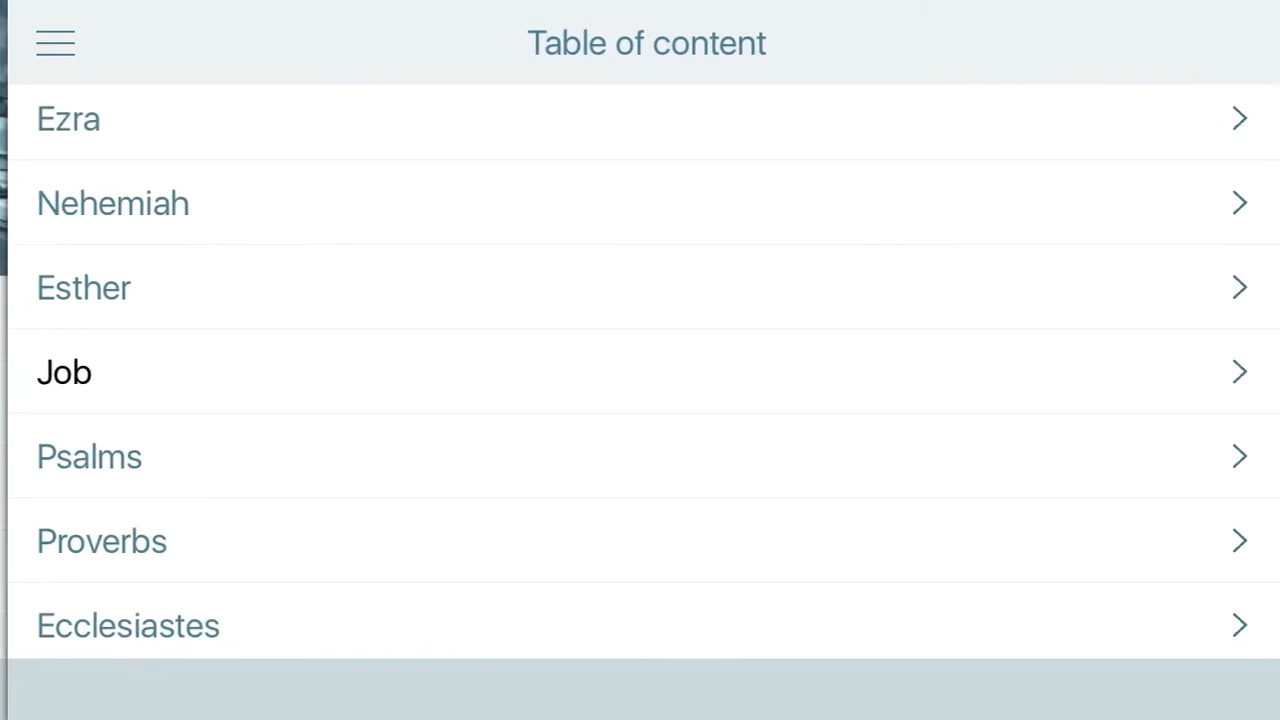 Table of content
Ezra
Nehemiah
Esther
Job
Psalms
Proverbs
Ecclesiastes